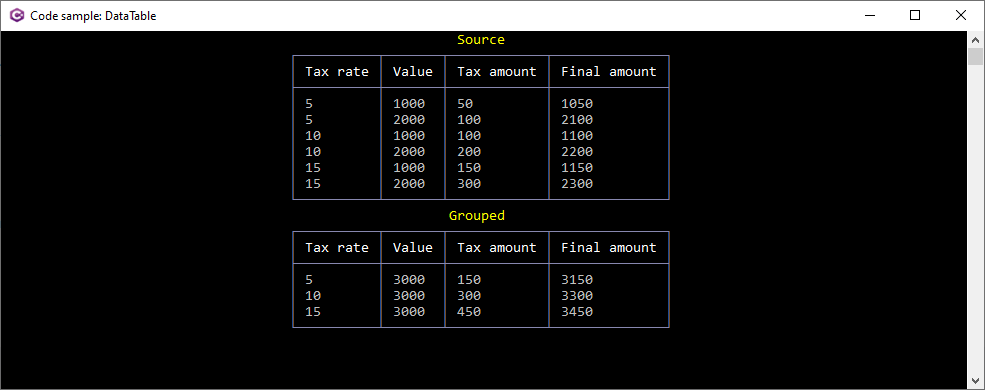 Code sample: DataTable
Source
Tax rate Value Tax amount Final amount
5 1000 50 1050
5 2000 100 2100
10 1000 100 1100
10 2000 200 2200
15 1000 150 1150
15 2000 300 2300
Grouped
Tax rate Value Tax amount Final amount
5 3000 150 3150
10 3000 300 3300
15 3000 450 3450